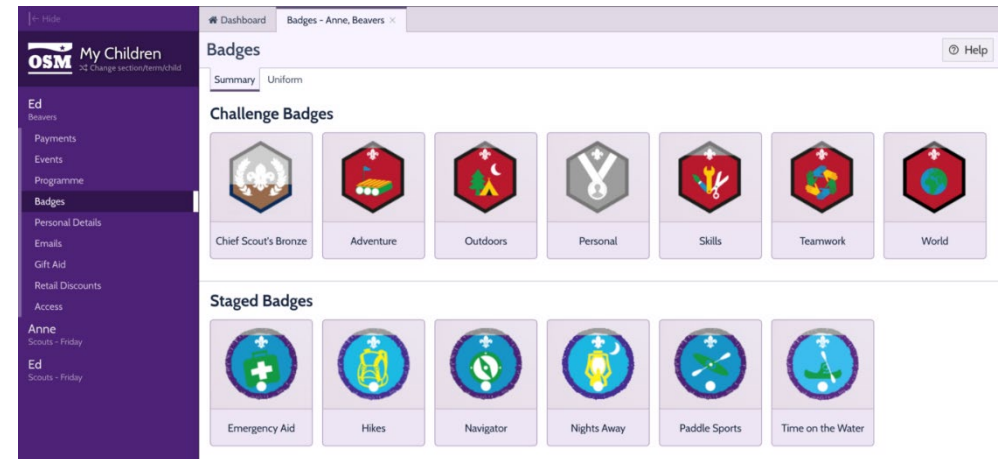 ← Hide
OSM
My Children
Change section/term/child
Ed
Beavers
Payments
Events
Programme
Badges
Personal Details
Emails
Gift Aid
Retail Discounts
Access
Anne
Scouts - Friday
Ed
Scouts - Friday
Dashboard Badges - Anne, Beavers ×
Badges
Help
Summary Uniform
Challenge Badges
Chief Scout's Bronze Adventure Outdoors Personal Skills Teamwork World
Staged Badges
Emergency Aid Hikes Navigator Nights Away Paddle Sports Time on the Water